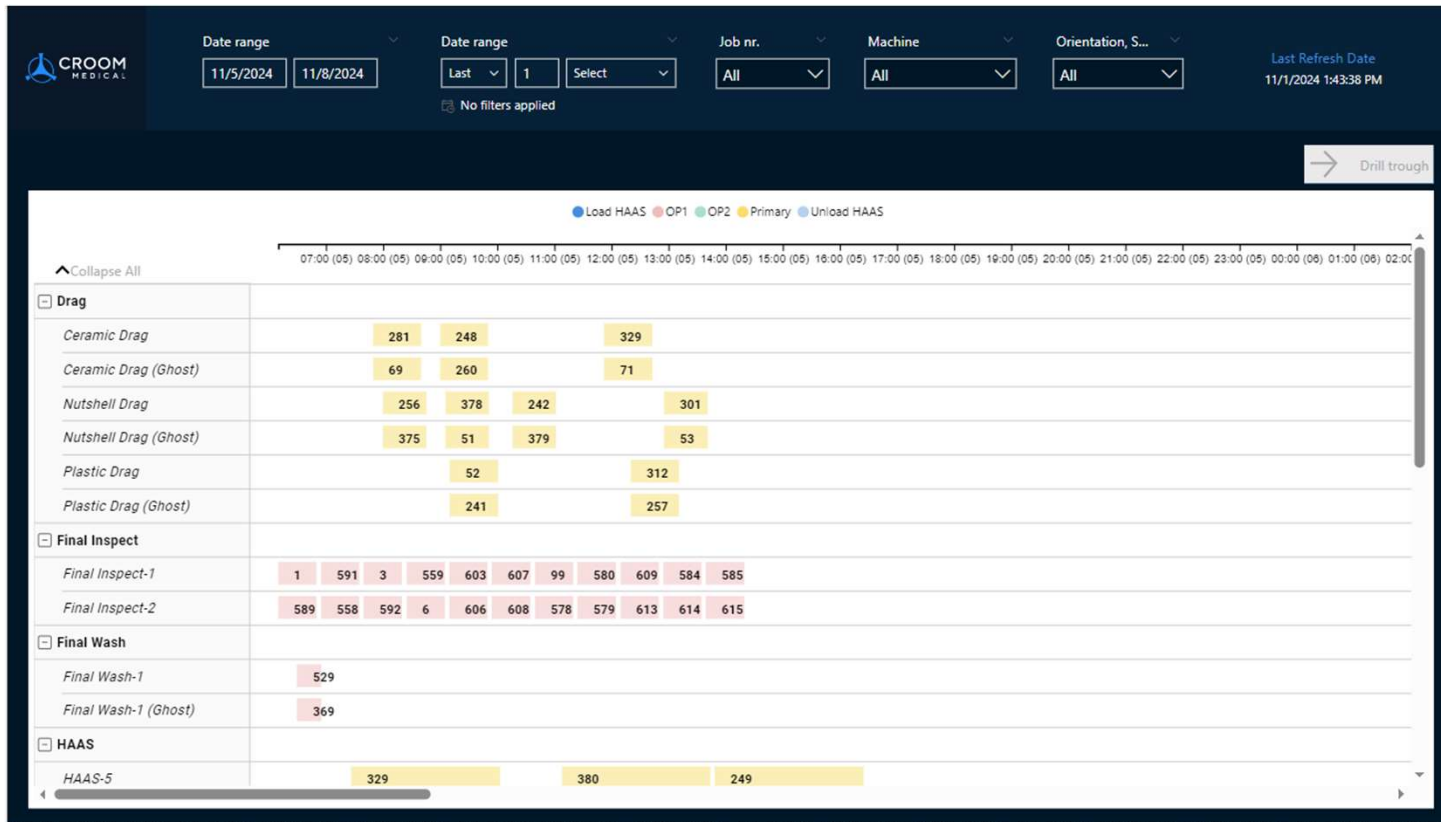 CROOM
MEDICAL
Date range
11/5/2024 11/8/2024
Date range
Last 1 Select
No filters applied
Job nr.
All
Machine
All
Orientation, S...
All
Last Refresh Date
11/1/2024 1:43:38 PM
Drill trough
Load HAAS OP1 OP2 Primary Unload HAAS
Collapse All
07:00 (05) 08:00 (05) 09:00 (05) 10:00 (05) 11:00 (05) 12:00 (05) 13:00 (05) 14:00 (05) 15:00 (05) 16:00 (05) 17:00 (05) 18:00 (05) 19:00 (05) 20:00 (05) 21:00 (05) 22:00 (05) 23:00 (05) 00:00 (06) 01:00 (06) 02:00
Drag
Ceramic Drag 281 248 329
Ceramic Drag (Ghost) 69 260 71
Nutshell Drag 256 378 242 301
Nutshell Drag (Ghost) 375 51 379 53
Plastic Drag 52 312
Plastic Drag (Ghost) 241 257
Final Inspect
Final Inspect-1 1 591 3 559 603 607 99 580 609 584 585
Final Inspect-2 589 558 592 6 606 608 578 579 613 614 615
Final Wash
Final Wash-1 529
Final Wash-1 (Ghost) 369
HAAS
HAAS-5 329 380 249